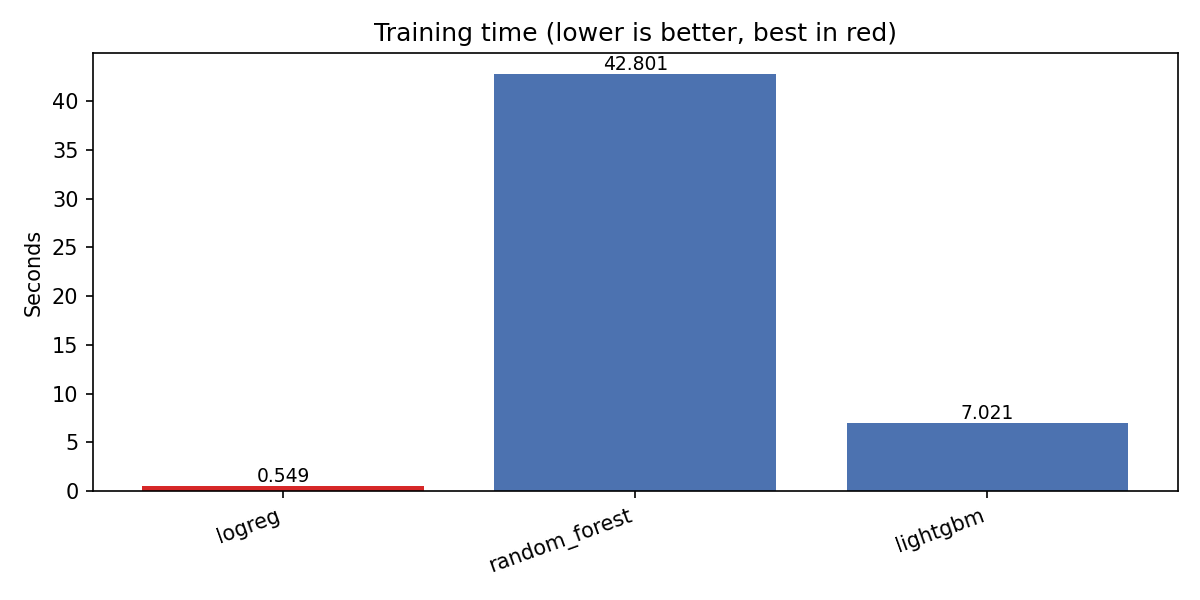 Training time (lower is better, best in red)
Seconds
40
35
30
25
20
15
10
5
0
0.549
42.801
7.021
logreg
random_forest
lightgbm